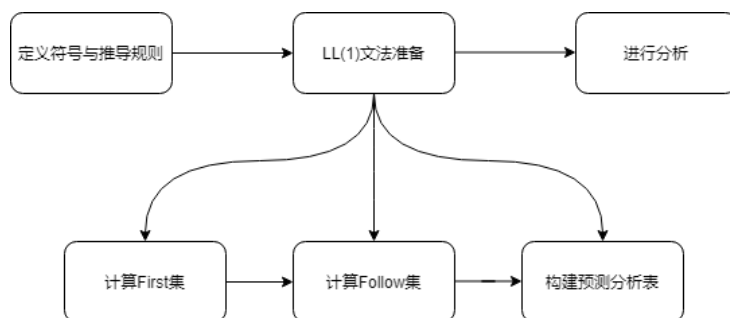 定义符号与推导规则
LL(1)文法准备
进行分析
计算First集
计算Follow集
构建预测分析表